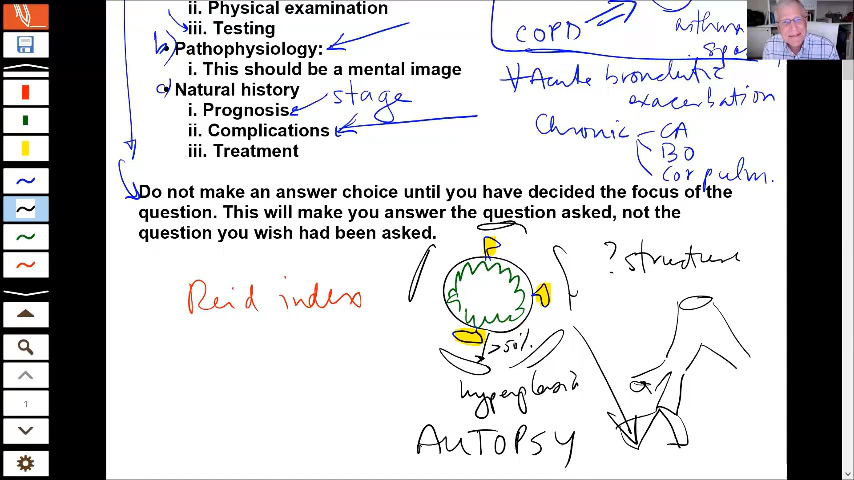 ii. Physical examination
iii. Testing
b) • Pathophysiology:
i. This should be a mental image
c) • Natural history
i. Prognosis
stage
ii. Complications
iii. Treatment
COPD
asthma
Acute bronchitic
exacerbation
Chronic
CA
BO
Cor pulm.
Do not make an answer choice until you have decided the focus of the
question. This will make you answer the question asked, not the
question you wish had been asked.
? structure
Reid index
>50%
hyperplasia
AUTOPSY
1